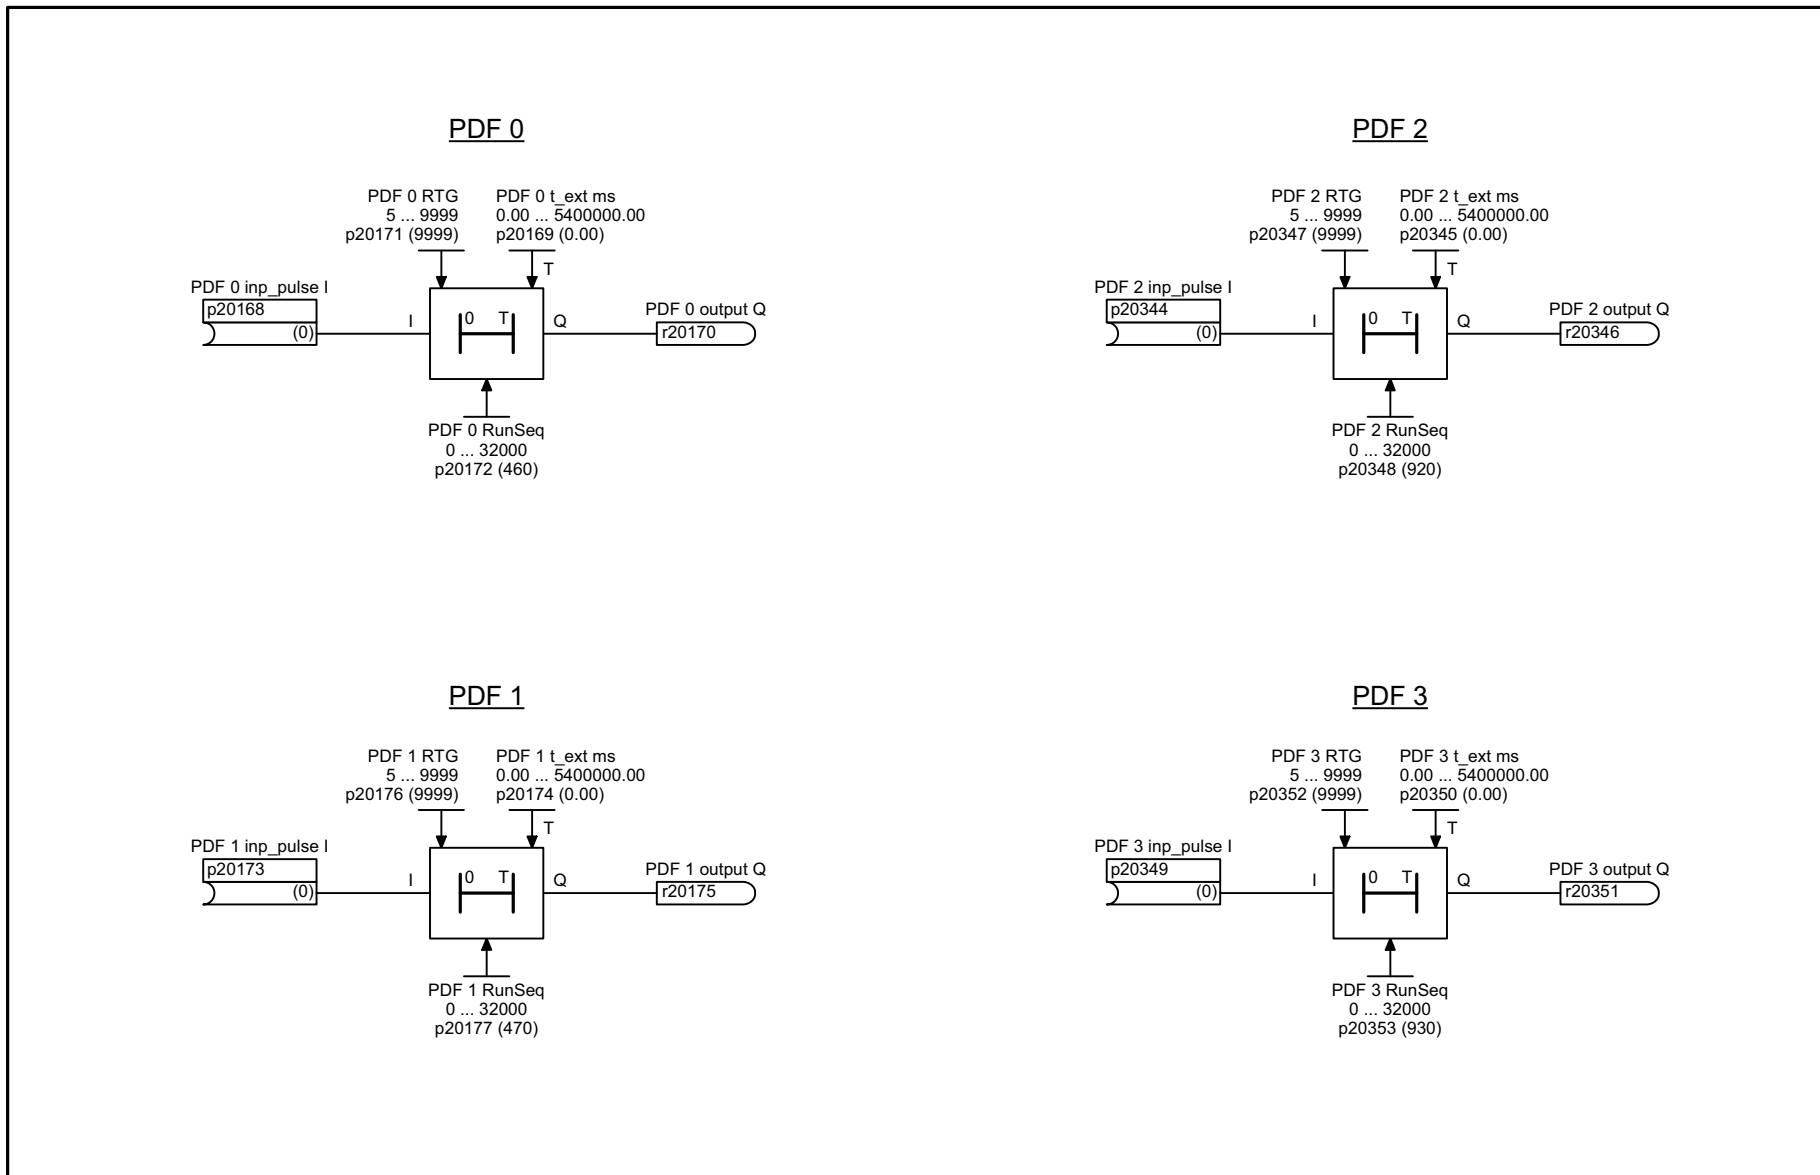 PDF 0
PDF 0 RTG
5 ... 9999
p20171 (9999)
PDF 0 t_ext ms
0.00 ... 5400000.00
p20169 (0.00)
T
PDF 0 inp_pulse I
p20168
(0)
I
0 T
Q
PDF 0 output Q
r20170
PDF 0 RunSeq
0 ... 32000
p20172 (460)
PDF 2
PDF 2 RTG
5 ... 9999
p20347 (9999)
PDF 2 t_ext ms
0.00 ... 5400000.00
p20345 (0.00)
T
PDF 2 inp_pulse I
p20344
(0)
I
0 T
Q
PDF 2 output Q
r20346
PDF 2 RunSeq
0 ... 32000
p20348 (920)
PDF 1
PDF 1 RTG
5 ... 9999
p20176 (9999)
PDF 1 t_ext ms
0.00 ... 5400000.00
p20174 (0.00)
T
PDF 1 inp_pulse I
p20173
(0)
I
0 T
Q
PDF 1 output Q
r20175
PDF 1 RunSeq
0 ... 32000
p20177 (470)
PDF 3
PDF 3 RTG
5 ... 9999
p20352 (9999)
PDF 3 t_ext ms
0.00 ... 5400000.00
p20350 (0.00)
T
PDF 3 inp_pulse I
p20349
(0)
I
0 T
Q
PDF 3 output Q
r20351
PDF 3 RunSeq
0 ... 32000
p20353 (930)